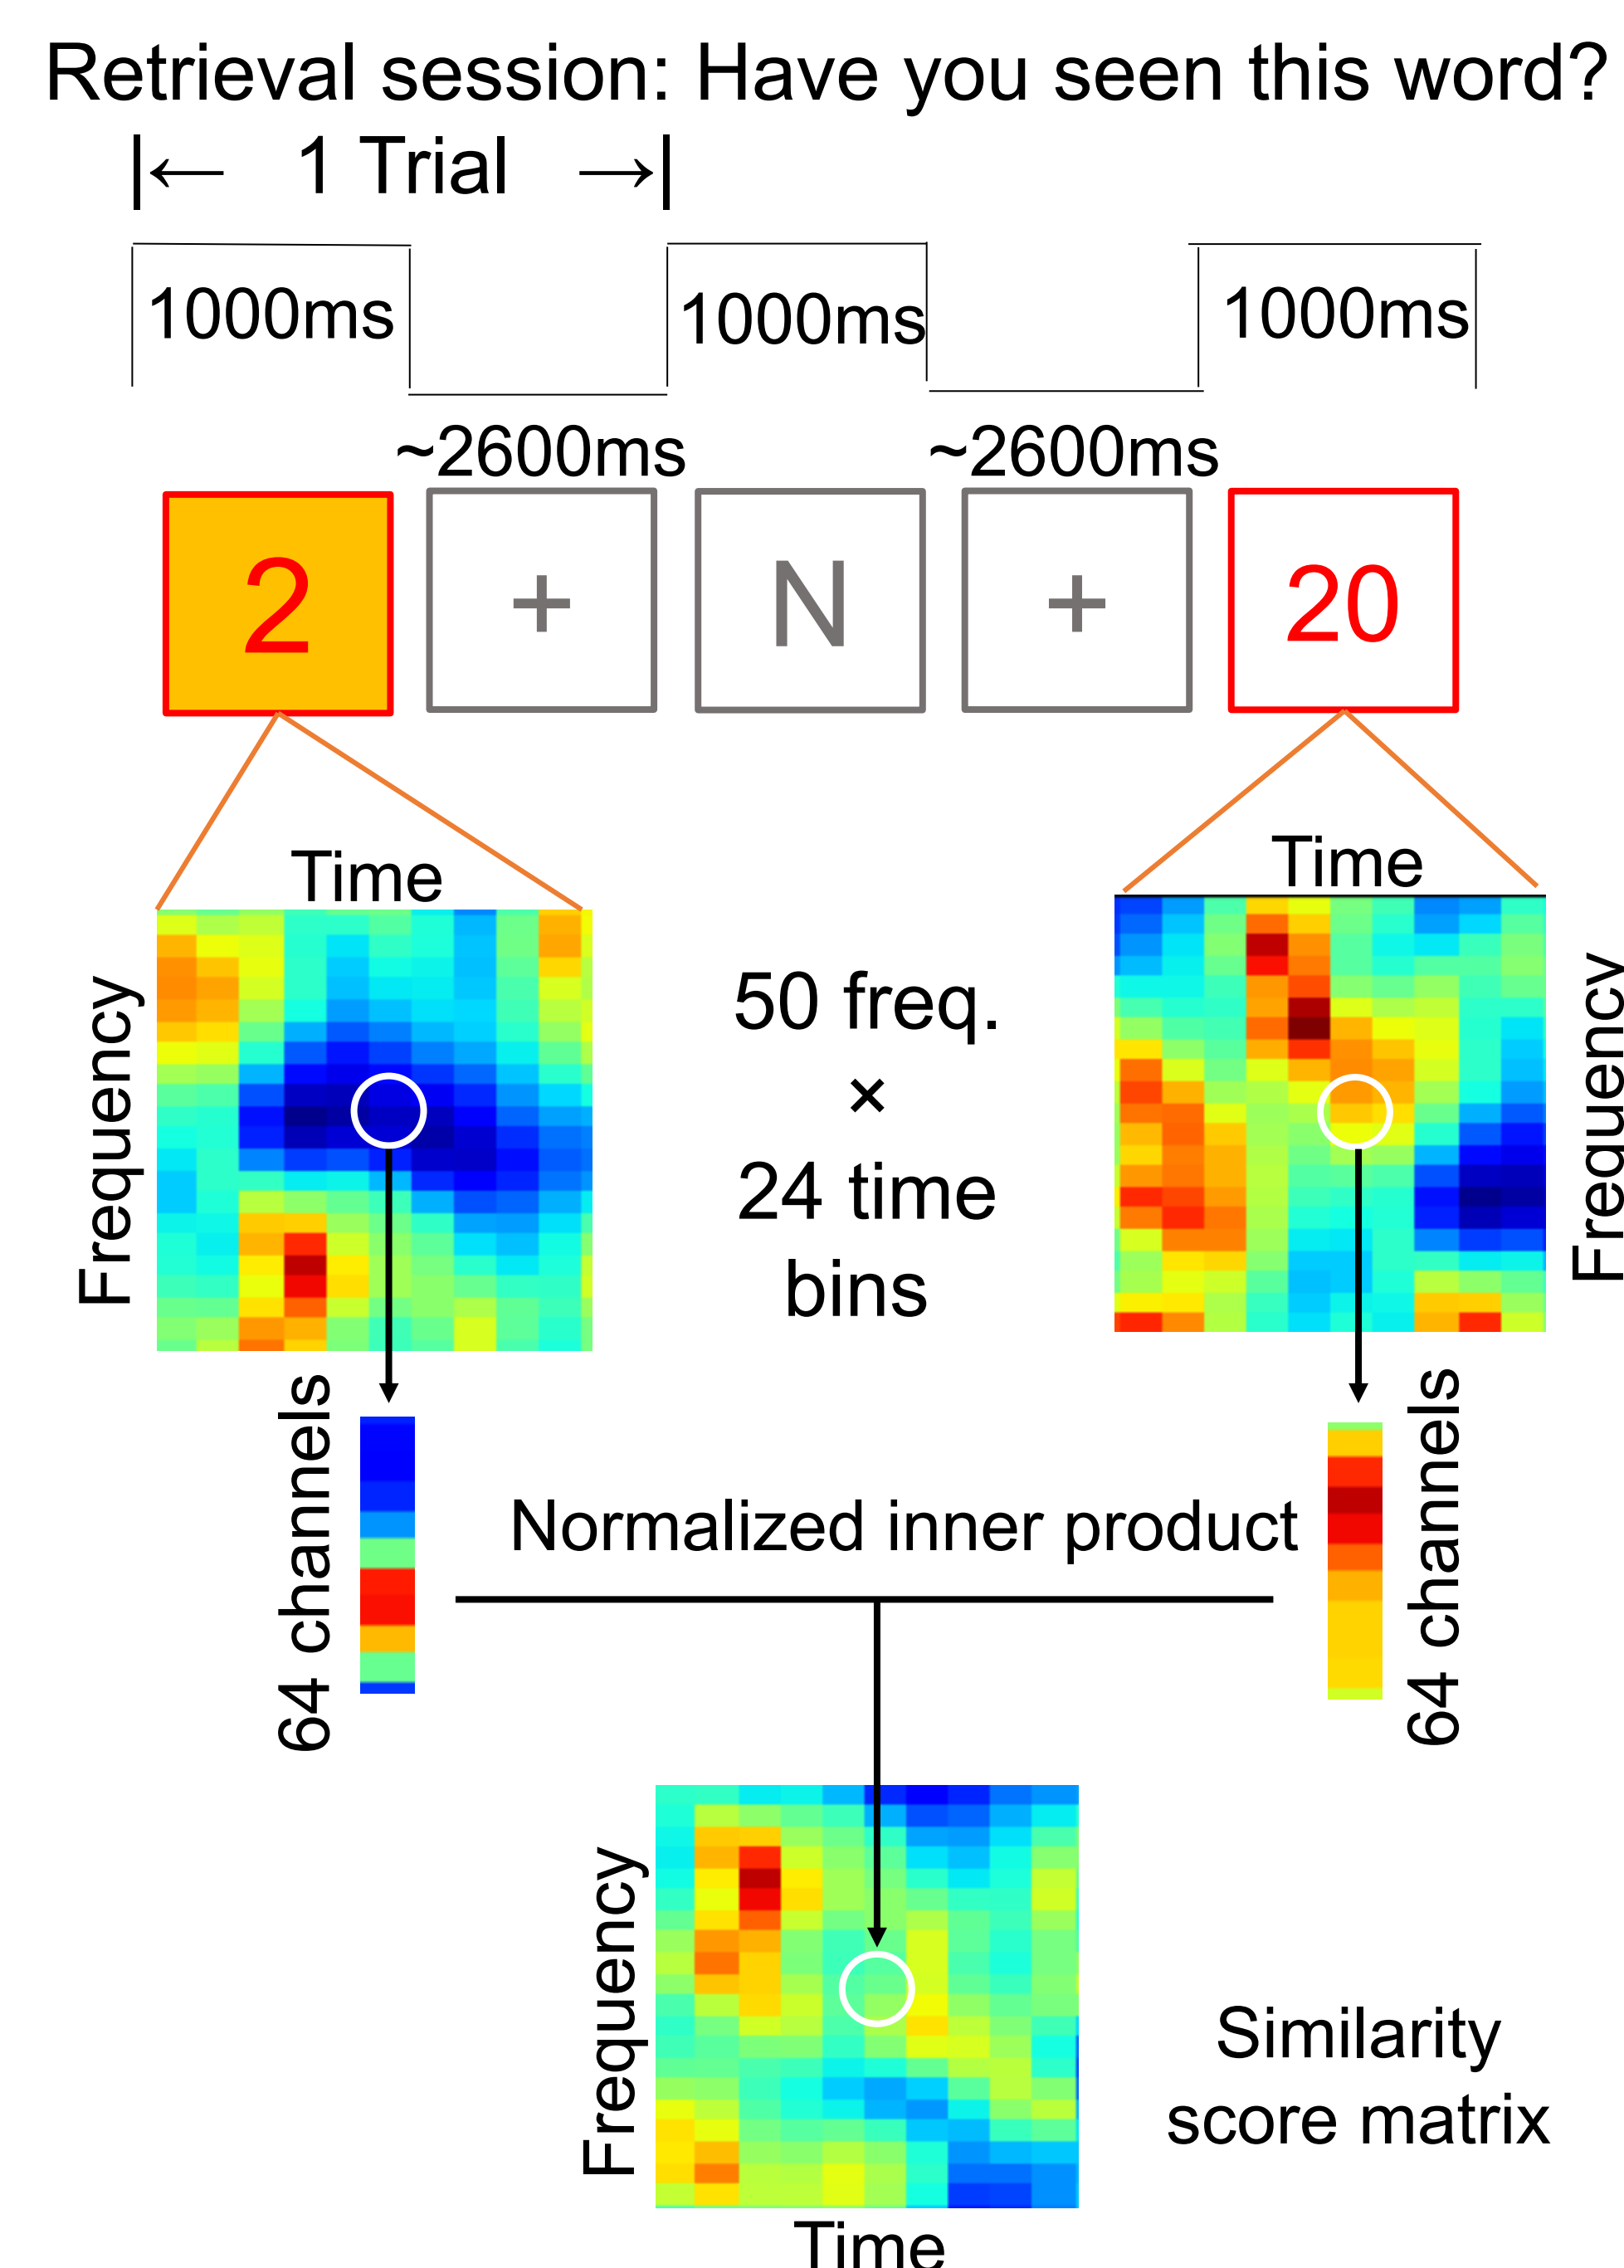 Retrieval session: Have you seen this word?
|← 1 Trial →|
1000ms 1000ms 1000ms
~2600ms ~2600ms
2 + N + 20
Time Time
Frequency
50 freq.
×
24 time
bins
Frequency
64 channels
Normalized inner product
64 channels
Frequency
Similarity
score matrix
Time